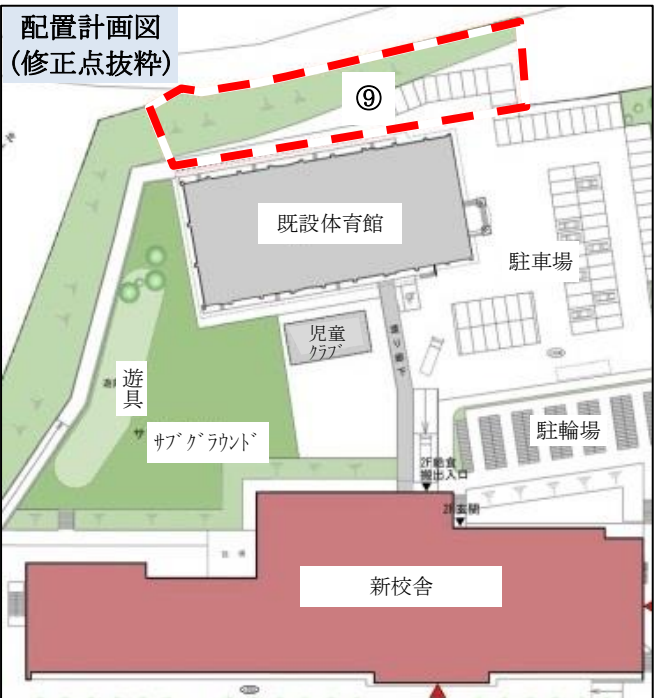 配置計画図
(修正点抜粋)
⑨
既設体育館
駐車場
児童
ｸﾗﾌﾞ
渡り廊下
遊具
ｻﾌﾞｸﾞﾗｳﾝﾄﾞ
駐輪場
2F給食
搬出入口
2F玄関
新校舎